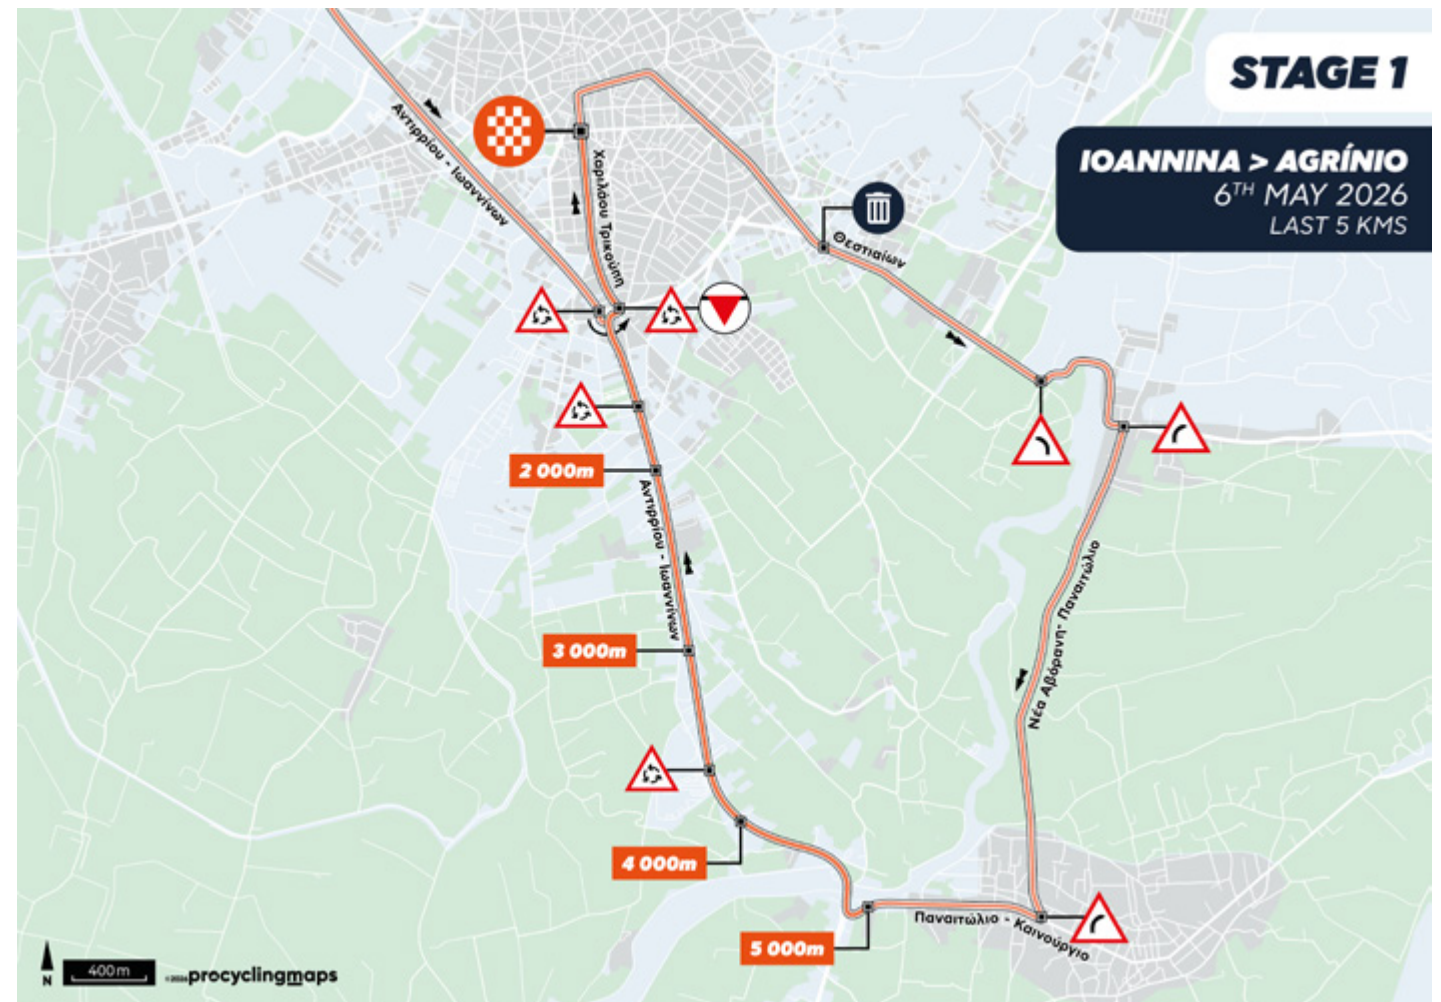 STAGE 1
IOANNINA > AGRÍNIO
6TH MAY 2026
LAST 5 KMS
Αντιρρίου - Ιωαννίνων
Χαριλάου Τρικούπη
Θεστιαίων
2 000m
Αντιρρίου - Ιωαννίνων
Νέα Αβόρανη- Παναιτώλιο
3 000m
4 000m
Παναιτώλιο - Καινούργιο
5 000m
N
400m
©2026 procyclingmaps